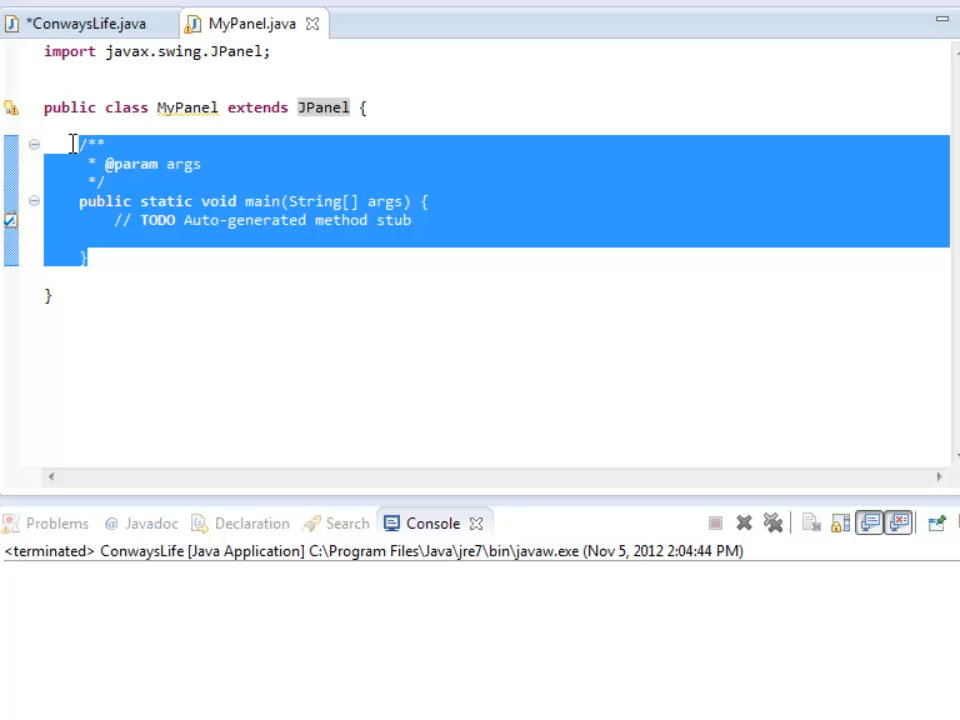 *ConwaysLife.java MyPanel.java
import javax.swing.JPanel;
public class MyPanel extends JPanel {
/**
* @param args
*/
public static void main(String[] args) {
// TODO Auto-generated method stub
}
}
Problems @ Javadoc Declaration Search Console
<terminated> ConwaysLife [Java Application] C:\Program Files\Java\jre7\bin\javaw.exe (Nov 5, 2012 2:04:44 PM)